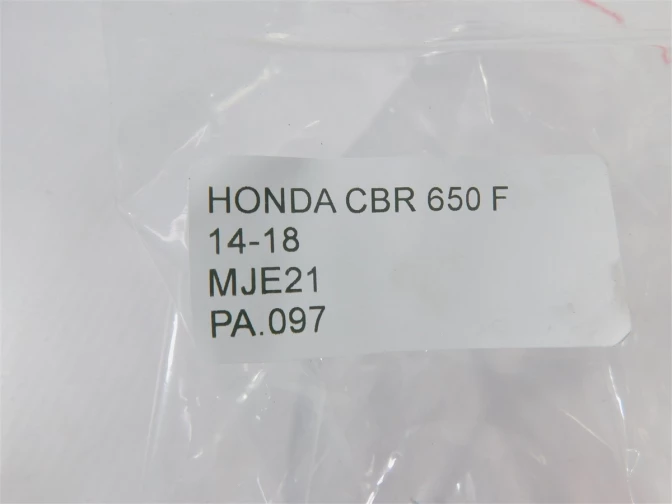 HONDA CBR 650 F
14-18
MJE21
PA.097